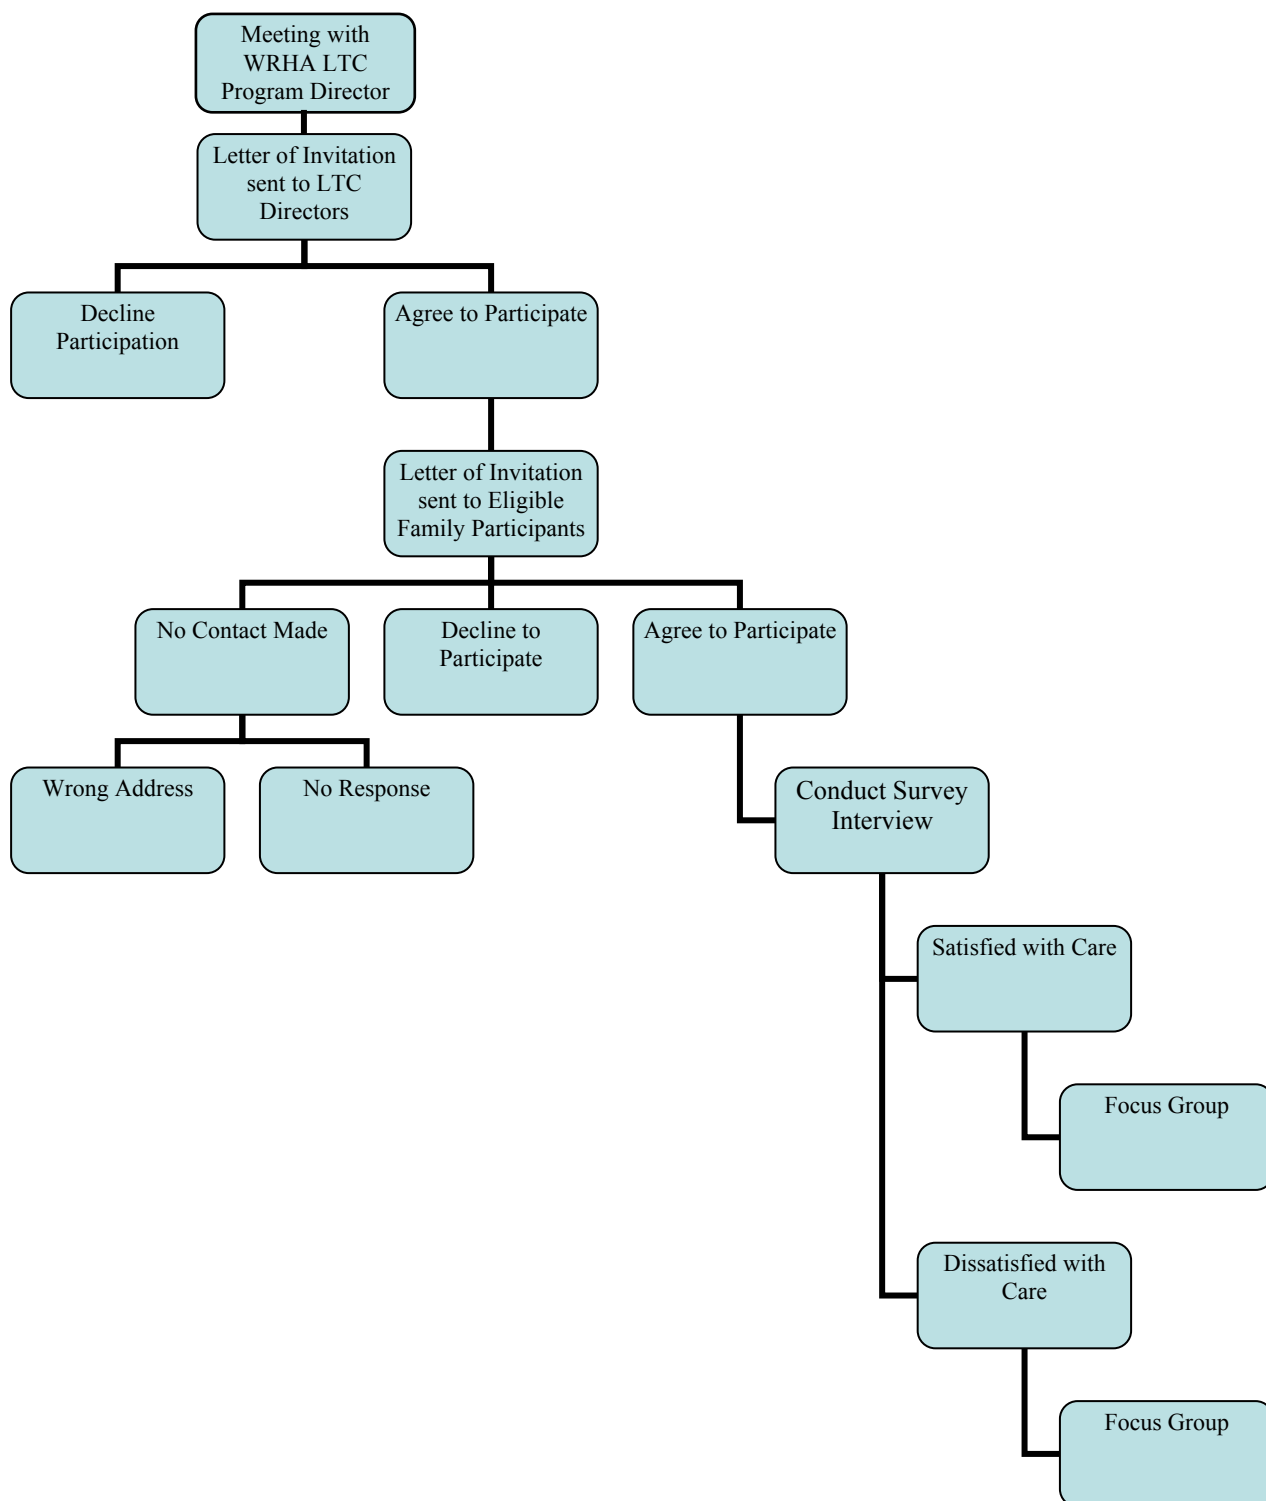 Meeting with
WRHA LTC
Program Director
Letter of Invitation
sent to LTC
Directors
Decline
Participation
Agree to Participate
Letter of Invitation
sent to Eligible
Family Participants
No Contact Made
Decline to
Participate
Agree to Participate
Wrong Address
No Response
Conduct Survey
Interview
Satisfied with Care
Focus Group
Dissatisfied with
Care
Focus Group